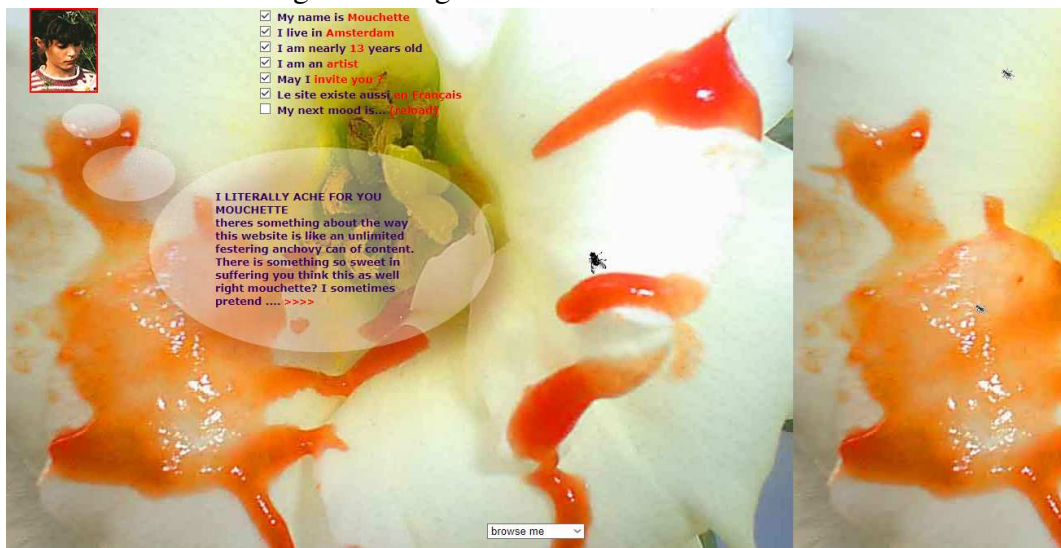 My name is Mouchette
I live in Amsterdam
I am nearly 13 years old
I am an artist
May I invite you ?
Le site existe aussi en Français
My next mood is... (reload)
I LITERALLY ACHE FOR YOU
MOUCHETTE
theres something about the way
this website is like an unlimited
festering anchovy can of content.
There is something so sweet in
suffering you think this as well
right mouchette? I sometimes
pretend .... >>>>
browse me